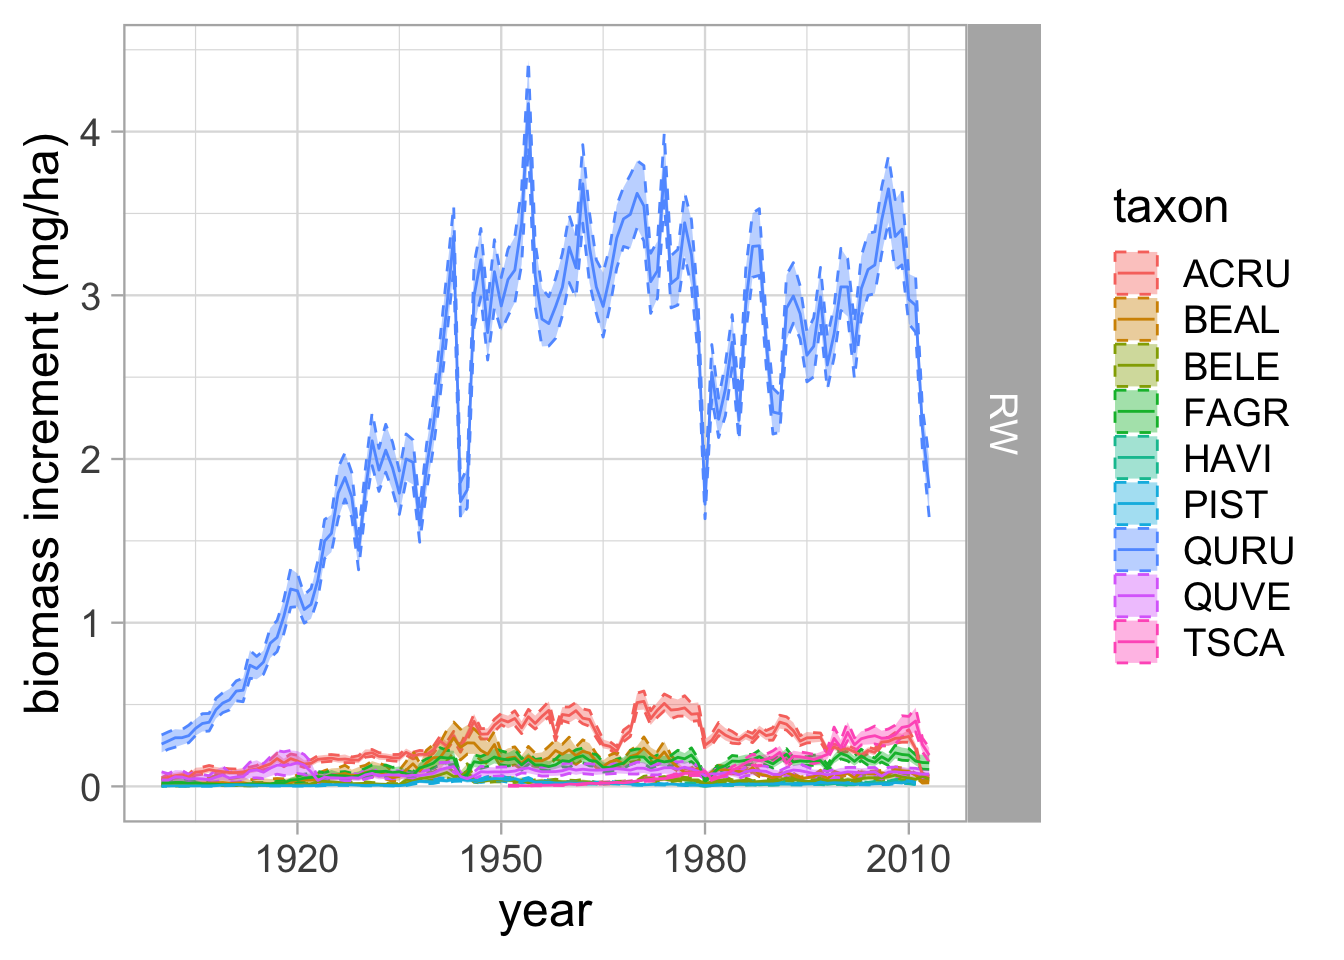 biomass increment (mg/ha)
4
3
2
1
0
1920
1950
1980
2010
year
RW
taxon
ACRU
BEAL
BELE
FAGR
HAVI
PIST
QURU
QUVE
TSCA